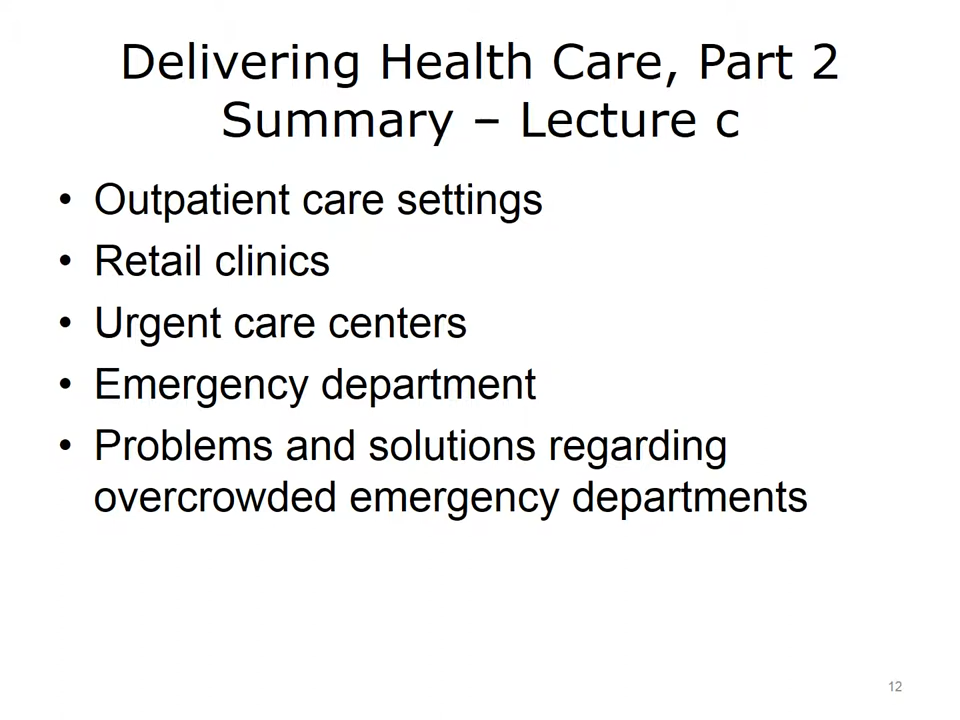 Delivering Health Care, Part 2
Summary – Lecture c
• Outpatient care settings
• Retail clinics
• Urgent care centers
• Emergency department
• Problems and solutions regarding
overcrowded emergency departments
12